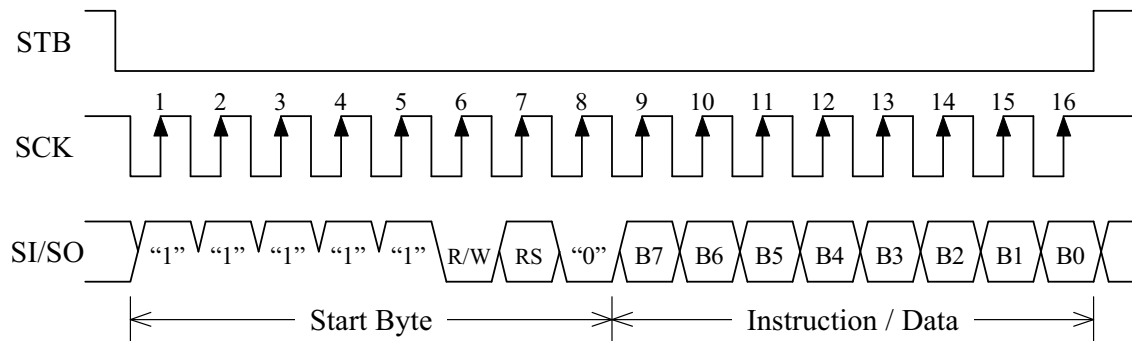 STB
1 2 3 4 5 6 7 8 9 10 11 12 13 14 15 16
SCK
SI/SO “1” “1” “1” “1” “1” R/W RS “0” B7 B6 B5 B4 B3 B2 B1 B0
Start Byte Instruction / Data